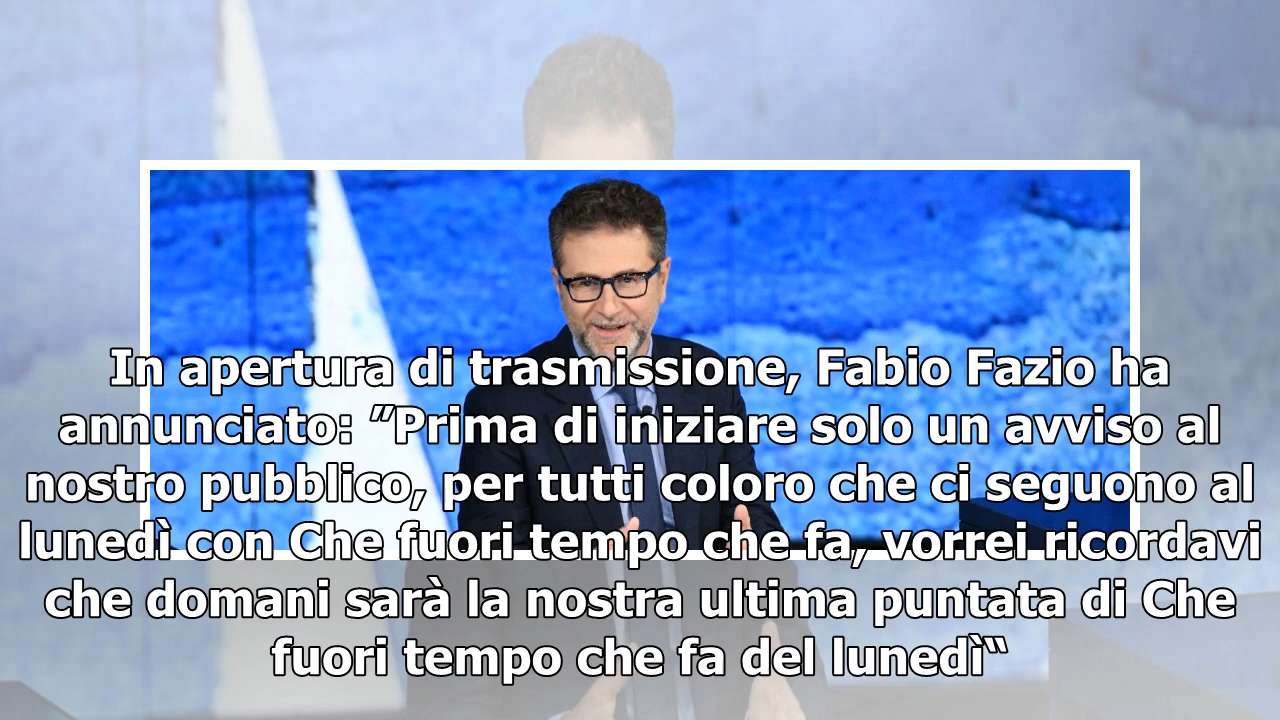 In apertura di trasmissione, Fabio Fazio ha
annunciato: ”Prima di iniziare solo un avviso al
nostro pubblico, per tutti coloro che ci seguono al
lunedì con Che fuori tempo che fa, vorrei ricordavi
che domani sarà la nostra ultima puntata di Che
fuori tempo che fa del lunedì“